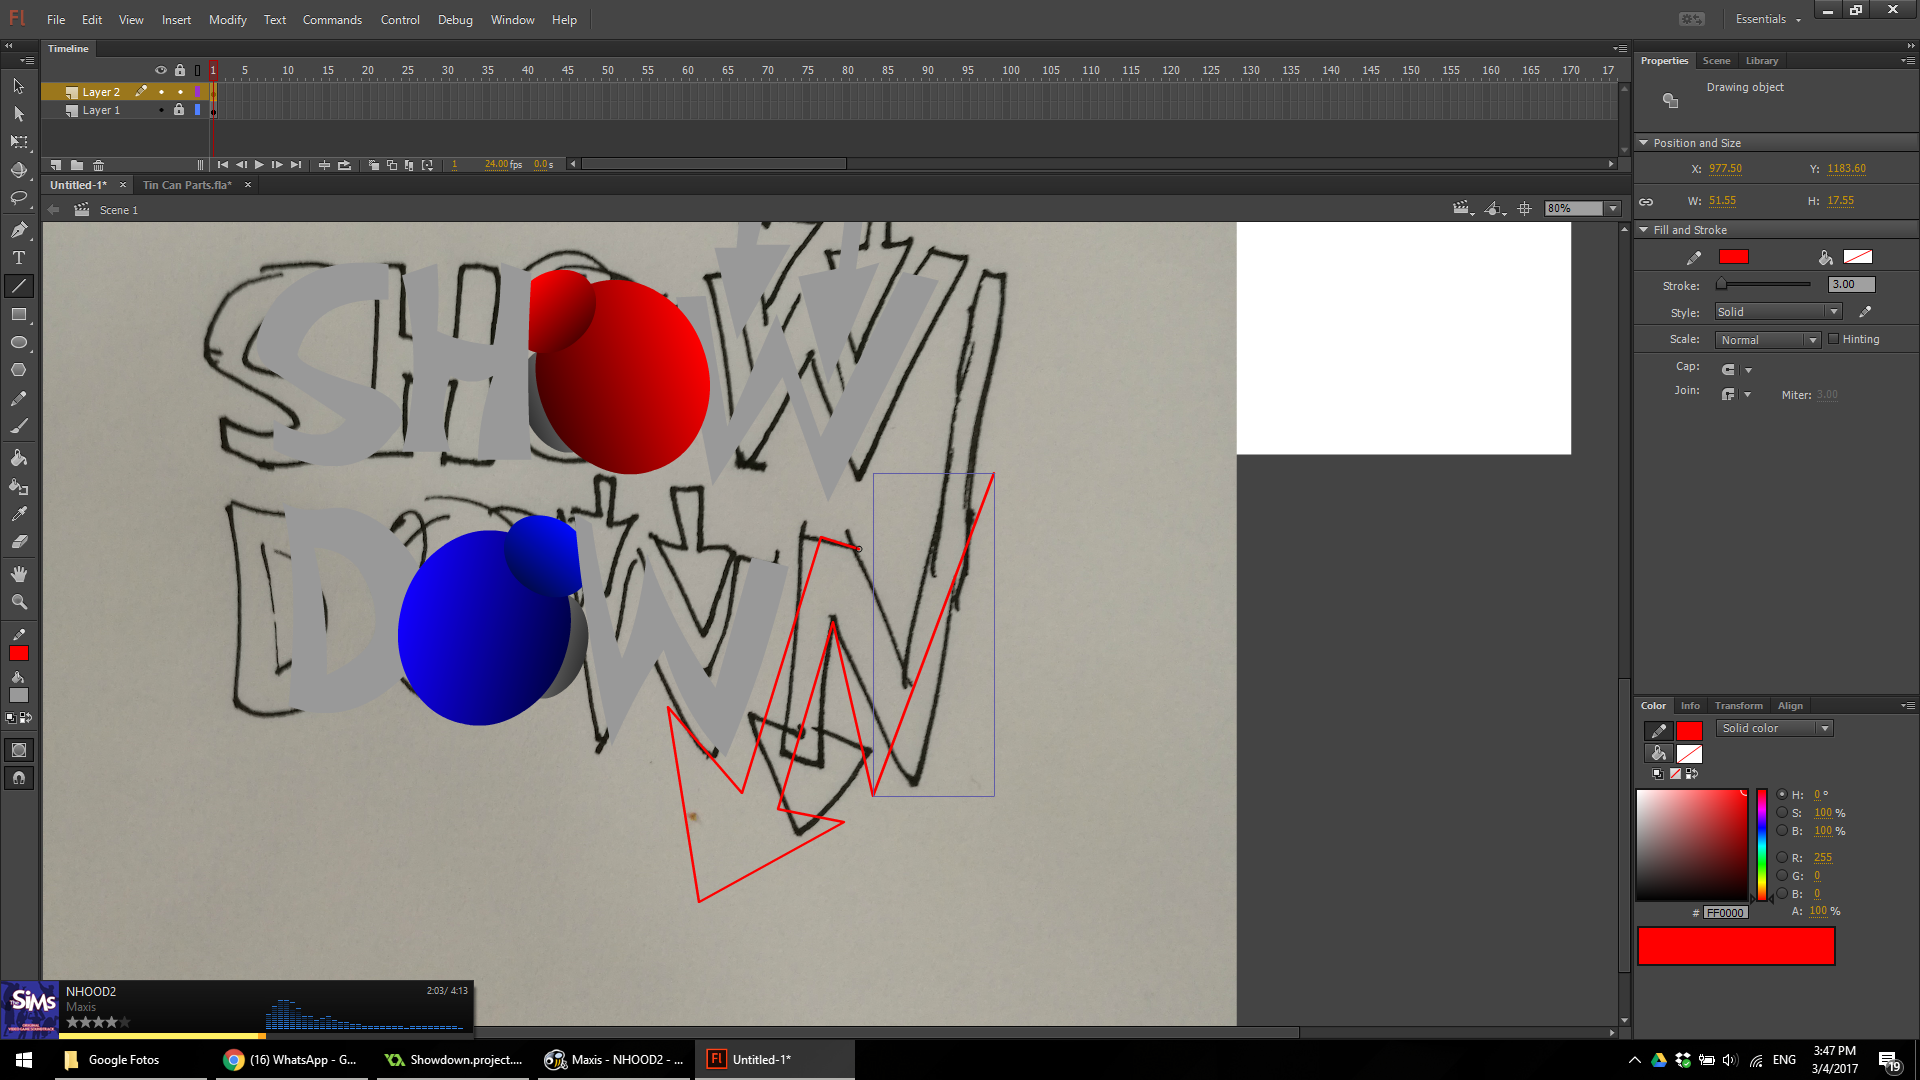 Fl File Edit View Insert Modify Text Commands Control Debug Window Help Essentials
Timeline
1 5 10 15 20 25 30 35 40 45 50 55 60 65 70 75 80 85 90 95 100 105 110 115 120 125 130 135 140 145 150 155 160 165 170 17
Layer 2
Layer 1
1 24.00 fps 0.0 s
Untitled-1* Tin Can Parts.fla*
Scene 1
80%
SHOW
DOWN
Properties Scene Library
Drawing object
Position and Size
X: 977.50 Y: 1183.60
W: 51.55 H: 17.55
Fill and Stroke
Stroke: 3.00
Style: Solid
Scale: Normal Hinting
Cap:
Join: Miter: 3.00
Color Info Transform Align
Solid color
H: 0 °
S: 100 %
B: 100 %
R: 255
G: 0
B: 0
# FF0000 A: 100 %
The SiMs
NHOOD2 2:03/ 4:13
Maxis
Google Fotos
(16) WhatsApp - G...
Showdown.project....
Maxis - NHOOD2 - ...
Fl Untitled-1*
ENG
3:47 PM
3/4/2017
19